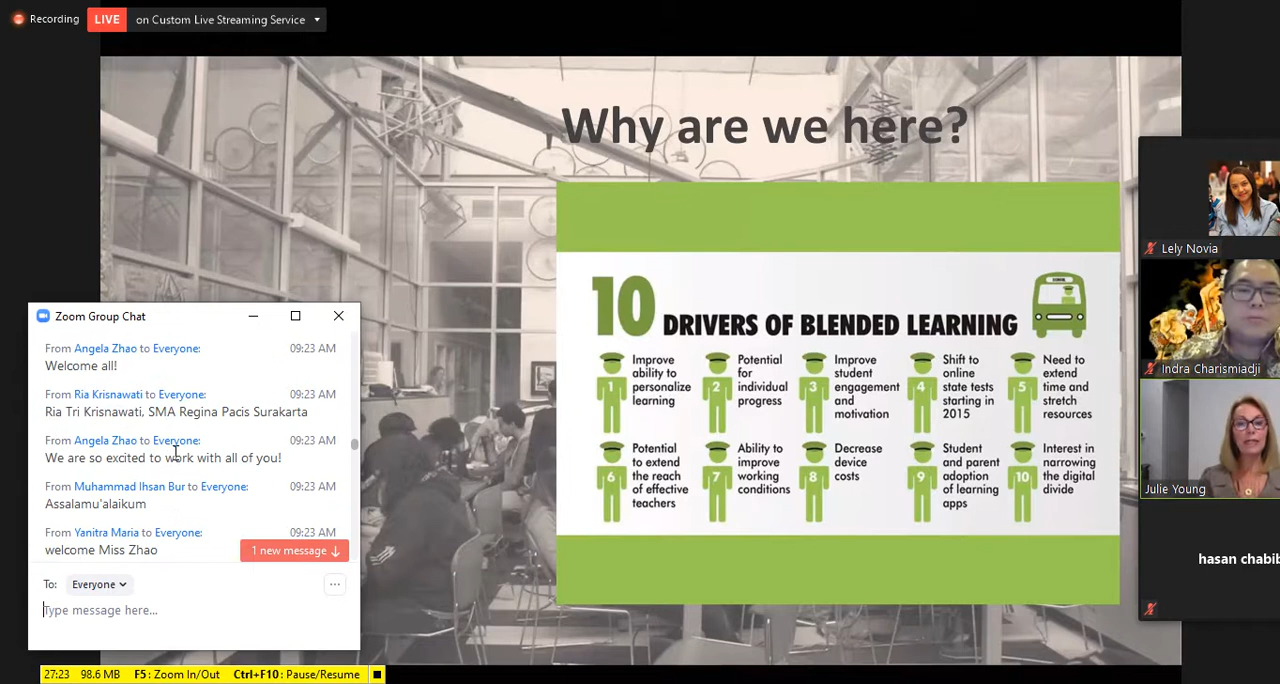 Recording
LIVE
on Custom Live Streaming Service
Why are we here?
10 DRIVERS OF BLENDED LEARNING
SCHOOL
1
Improve
ability to
personalize
learning
2
Potential
for
individual
progress
3
Improve
student
engagement
and
motivation
4
Shift to
online
state tests
starting in
2015
5
Need to
extend
time and
stretch
resources
6
Potential
to extend
the reach
of effective
teachers
7
Ability to
improve
working
conditions
8
Decrease
device
costs
9
Student
and parent
adoption
of learning
apps
10
Interest in
narrowing
the digital
divide
Zoom Group Chat
From Angela Zhao to Everyone: 09:23 AM
Welcome all!
From Ria Krisnawati to Everyone: 09:23 AM
Ria Tri Krisnawati, SMA Regina Pacis Surakarta
From Angela Zhao to Everyone: 09:23 AM
We are so excited to work with all of you!
From Muhammad Ihsan Bur to Everyone: 09:23 AM
Assalamu'alaikum
From Yanitra Maria to Everyone: 09:23 AM
welcome Miss Zhao
1 new message
To: Everyone
Type message here...
Lely Novia
Indra Charismiadji
Julie Young
hasan chabib
27:23 98.6 MB F5: Zoom In/Out Ctrl+F10: Pause/Resume